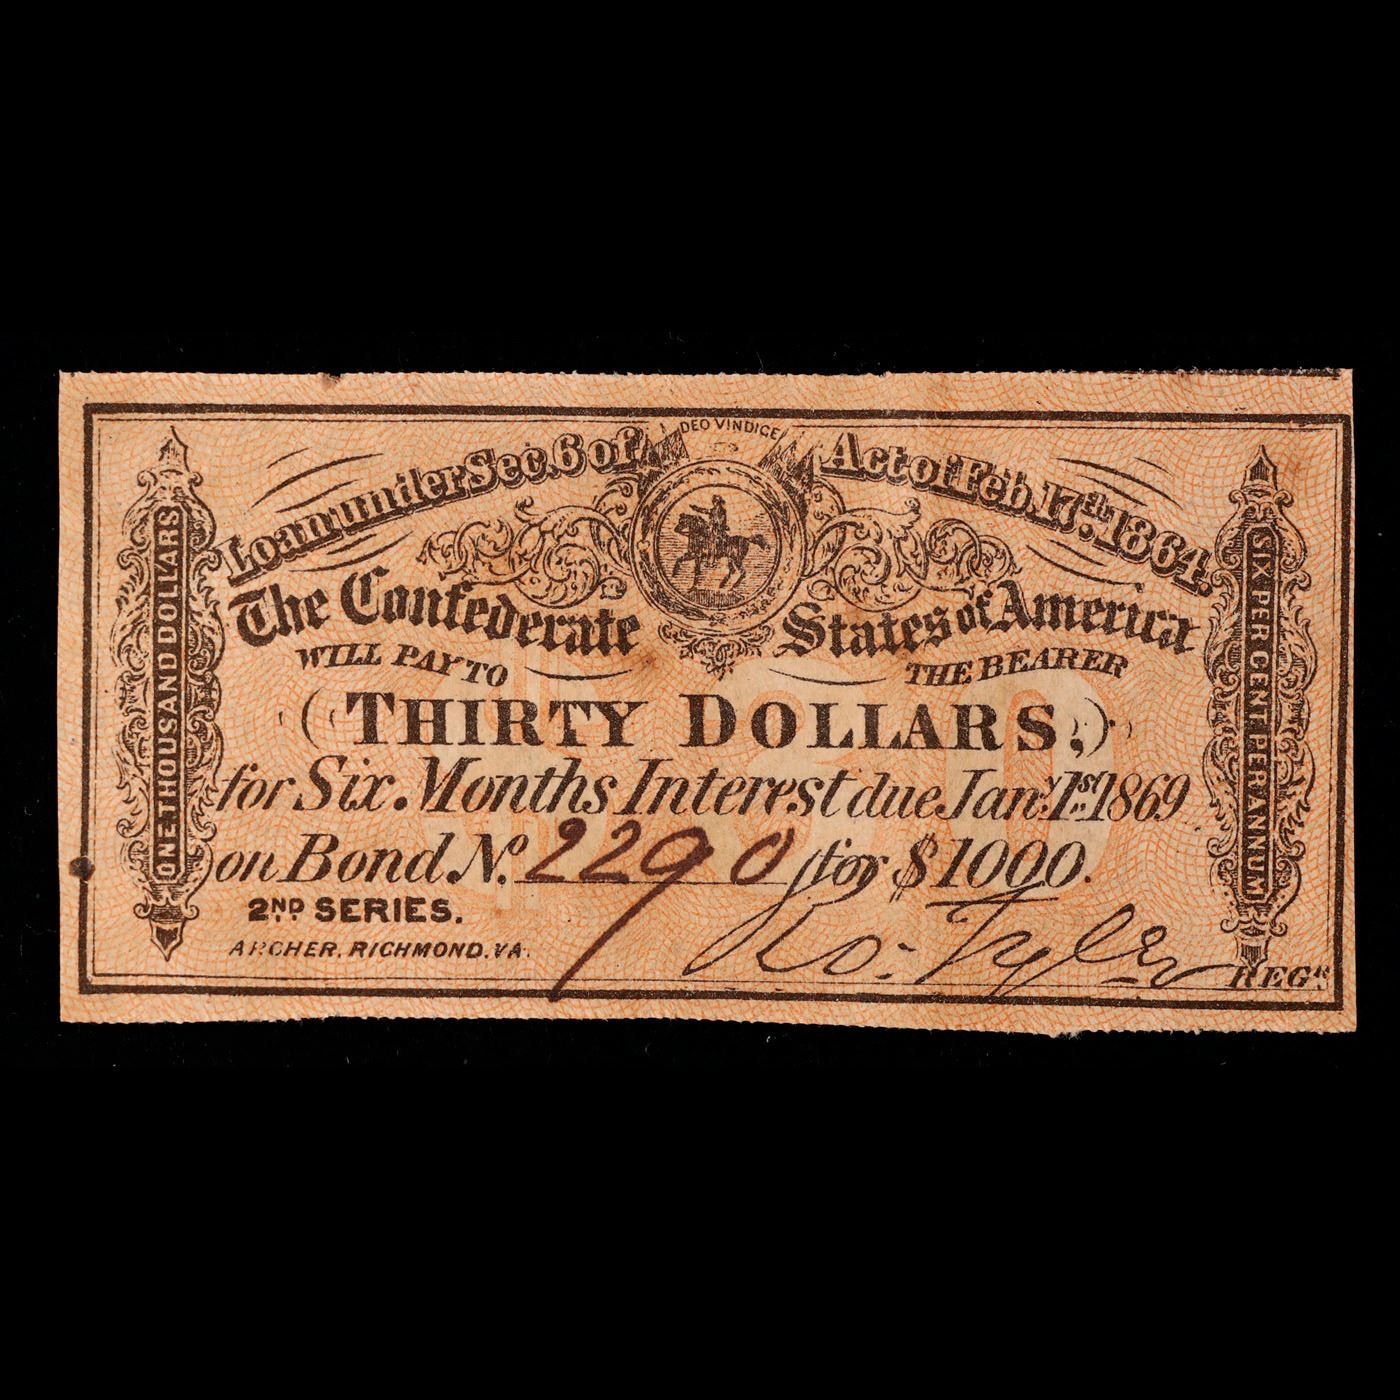 DEO VINDICE
Loan under Sec. 6 of Act of Feb. 17th 1864.
The Confederate States of America
WILL PAY TO THE BEARER
(THIRTY DOLLARS,)
for Six Months Interest due Jany. 1st 1869
on Bond No. 2290 for $1000.
2ND SERIES.
Ro: Tyler REGR
ARCHER, RICHMOND, VA.
ONE THOUSAND DOLLARS
SIX PER CENT PER ANNUM
$30